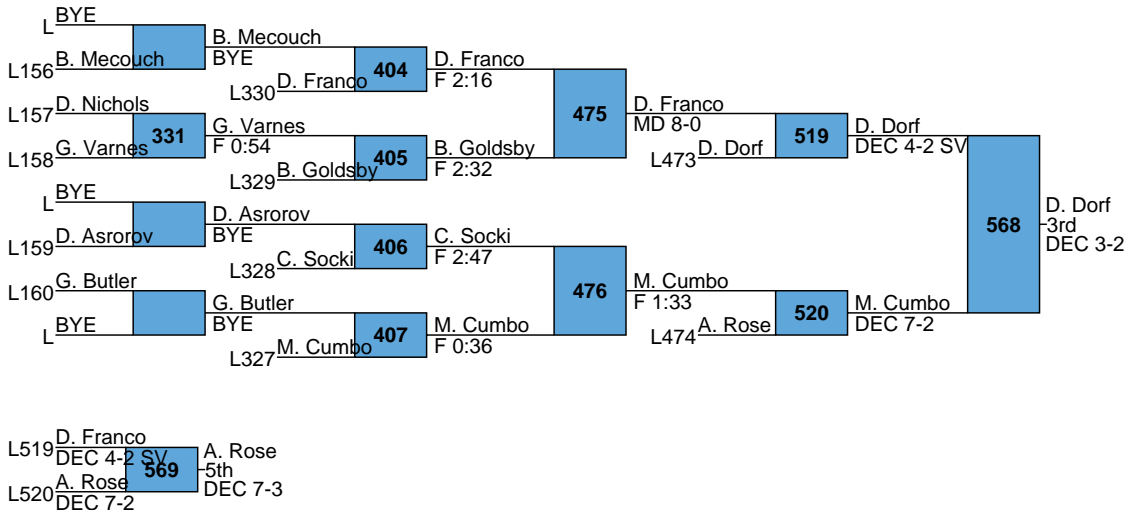 L BYE
B. Mecouch
BYE
L156 B. Mecouch
404
D. Franco
F 2:16
L330 D. Franco
L157 D. Nichols
331
G. Varnes
F 0:54
L158 G. Varnes
405
B. Goldsby
F 2:32
L329 B. Goldsby
475
D. Franco
MD 8-0
L473 D. Dorf
519
D. Dorf
DEC 4-2 SV
L BYE
D. Asrorov
BYE
L159 D. Asrorov
406
C. Socki
F 2:47
L328 C. Socki
L160 G. Butler
G. Butler
BYE
L BYE
407
M. Cumbo
F 0:36
L327 M. Cumbo
476
M. Cumbo
F 1:33
L474 A. Rose
520
M. Cumbo
DEC 7-2
568
D. Dorf
3rd
DEC 3-2
L519 D. Franco
DEC 4-2 SV
569
A. Rose
5th
DEC 7-3
L520 A. Rose
DEC 7-2